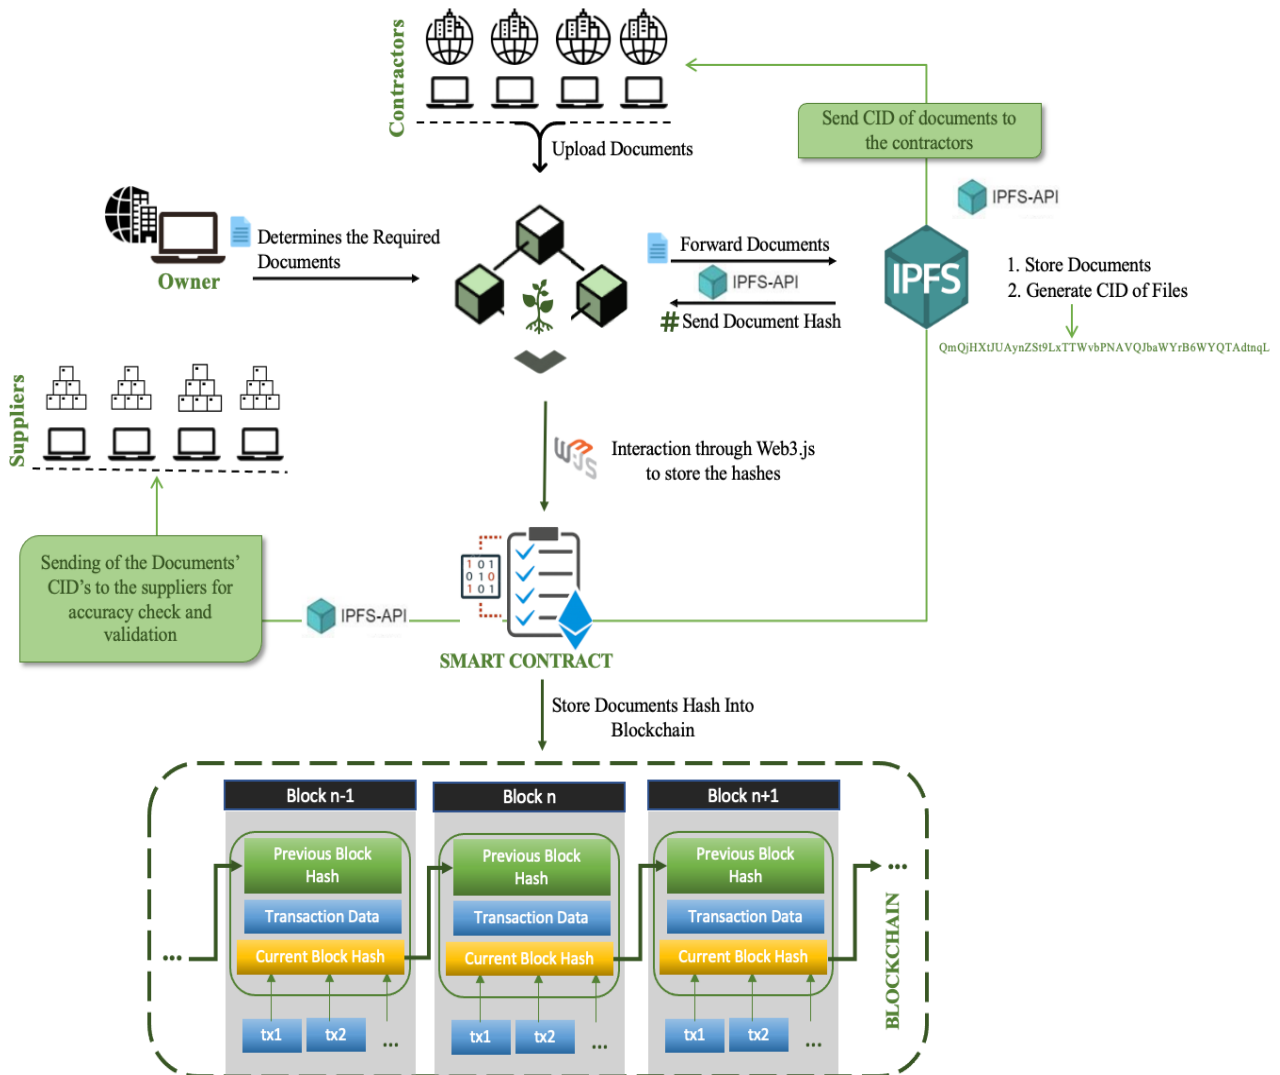 Contractors
Upload Documents
Send CID of documents to
the contractors
IPFS-API
Owner
Determines the Required
Documents
Forward Documents
IPFS-API
#Send Document Hash
IPFS
1. Store Documents
2. Generate CID of Files
QmQjHXtJUAynZSt9LxTTWvbPNAVQJbaWYrB6WYQTAdtnqL
Suppliers
W3JS
Interaction through Web3.js
to store the hashes
Sending of the Documents’
CID's to the suppliers for
accuracy check and
validation
IPFS-API
1 0 1
0 1 0
1 0 1
SMART CONTRACT
Store Documents Hash Into
Blockchain
Block n-1
Block n
Block n+1
Previous Block
Hash
Previous Block
Hash
Previous Block
Hash
...
Transaction Data
Transaction Data
Transaction Data
...
Current Block Hash
Current Block Hash
Current Block Hash
tx1
tx2
...
tx1
tx2
...
tx1
tx2
...
BLOCKCHAIN